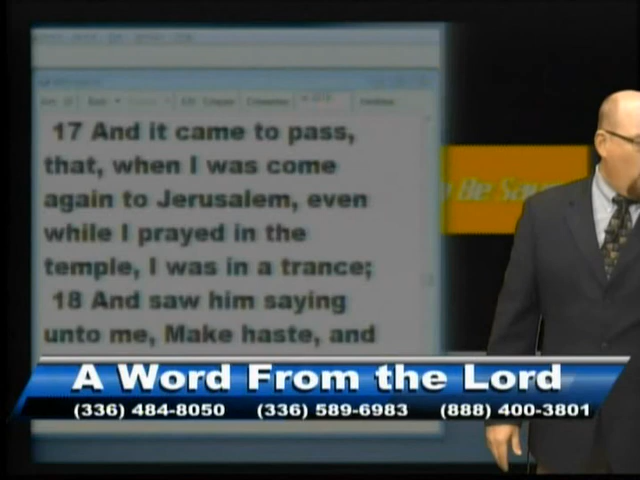 17 And it came to pass,
that, when I was come
again to Jerusalem, even
while I prayed in the
temple, I was in a trance;
18 And saw him saying
unto me, Make haste, and
Be
A Word From the Lord
(336) 484-8050 (336) 589-6983 (888) 400-3801